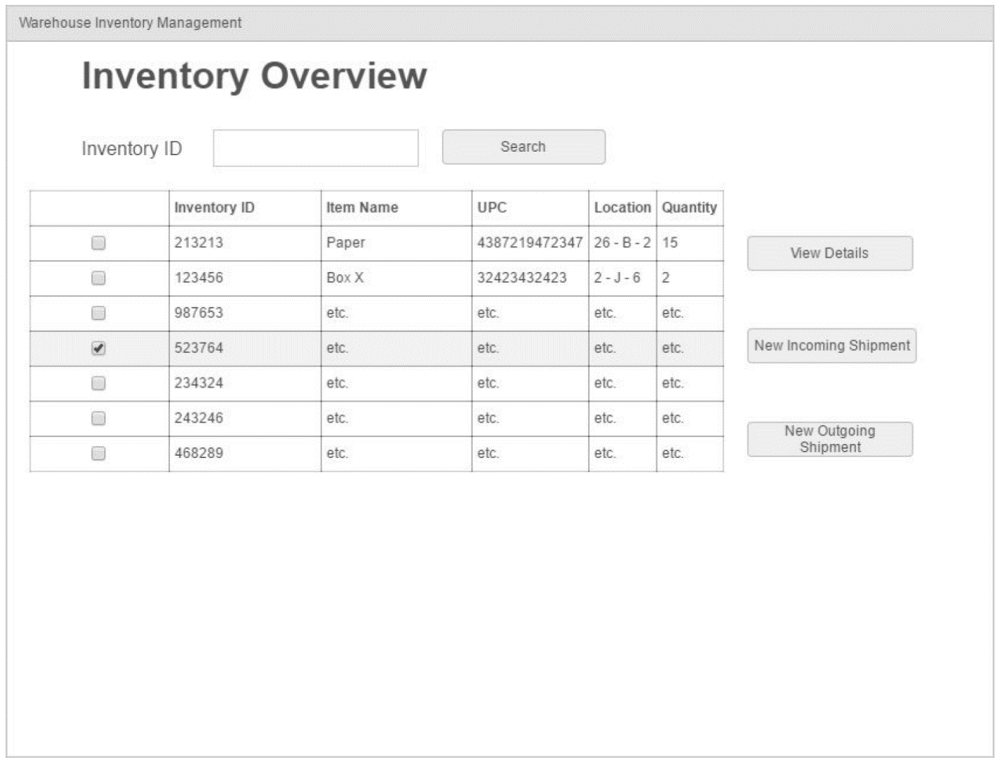 Warehouse Inventory Management
Inventory Overview
Inventory ID Search
Inventory ID Item Name UPC Location Quantity
213213 Paper 4387219472347 26 - B - 2 15
123456 Box X 32423432423 2 - J - 6 2
987653 etc. etc. etc. etc.
523764 etc. etc. etc. etc.
234324 etc. etc. etc. etc.
243246 etc. etc. etc. etc.
468289 etc. etc. etc. etc.
View Details
New Incoming Shipment
New Outgoing
Shipment